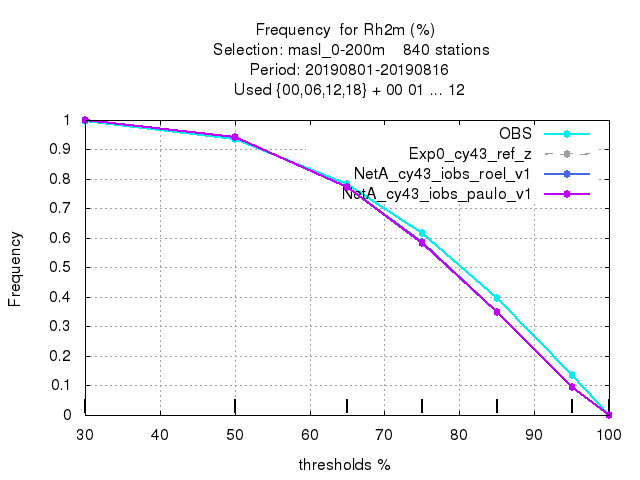 Frequency  for Rh2m (%)
Selection: masl_0-200m    840 stations
Period: 20190801-20190816
Used {00,06,12,18} + 00 01 ... 12
OBS
Exp0_cy43_ref_z
NetA_cy43_iobs_roel_v1
NetA_cy43_iobs_paulo_v1
1
0.9
0.8
0.7
0.6
0.5
0.4
0.3
0.2
0.1
0
Frequency
30 40 50 60 70 80 90 100
thresholds %